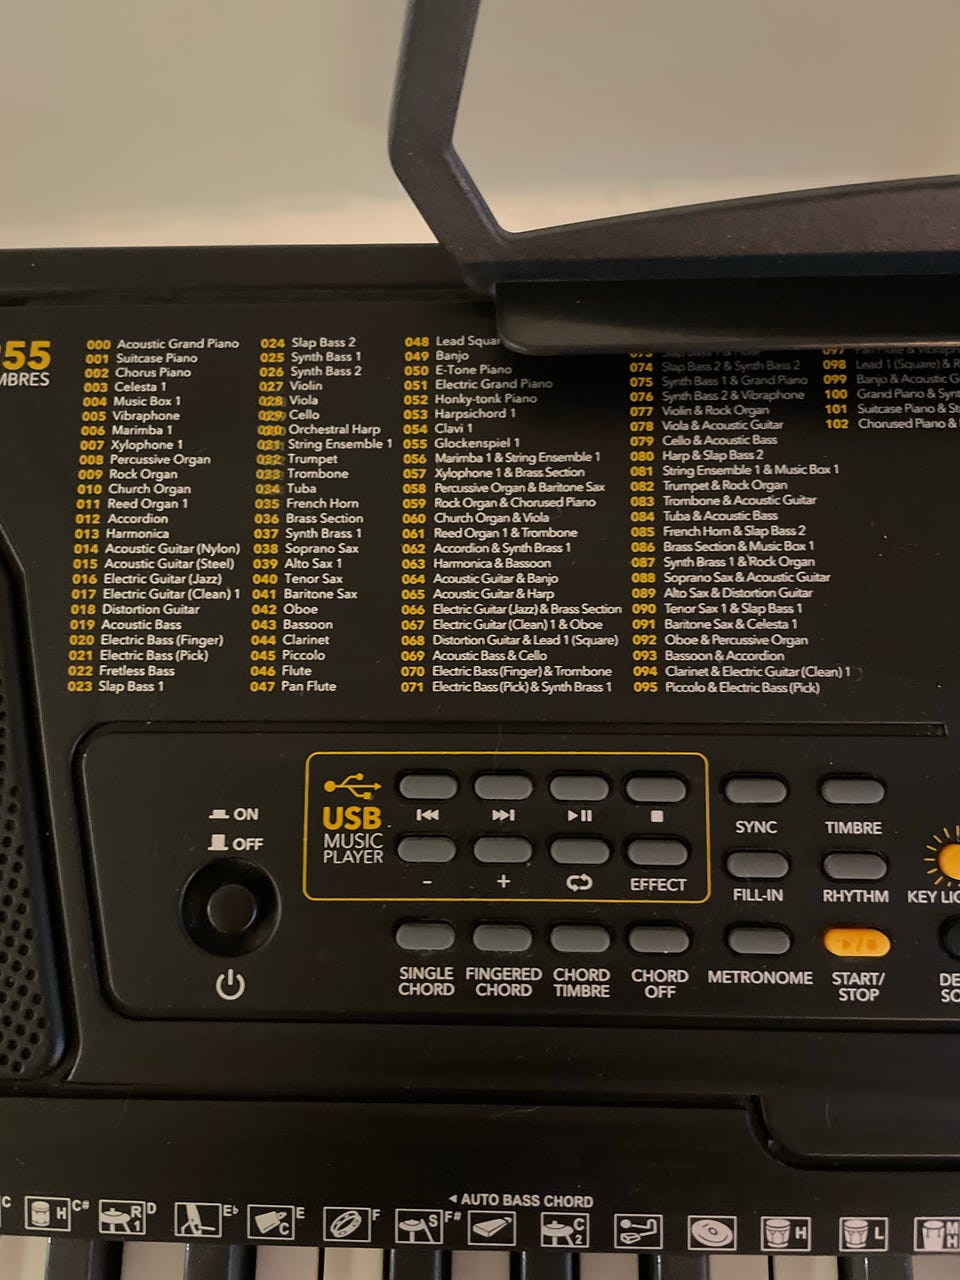 55
MBRES
000 Acoustic Grand Piano
001 Suitcase Piano
002 Chorus Piano
003 Celesta 1
004 Music Box 1
005 Vibraphone
006 Marimba 1
007 Xylophone 1
008 Percussive Organ
009 Rock Organ
010 Church Organ
011 Reed Organ 1
012 Accordion
013 Harmonica
014 Acoustic Guitar (Nylon)
015 Acoustic Guitar (Steel)
016 Electric Guitar (Jazz)
017 Electric Guitar (Clean) 1
018 Distortion Guitar
019 Acoustic Bass
020 Electric Bass (Finger)
021 Electric Bass (Pick)
022 Fretless Bass
023 Slap Bass 1
024 Slap Bass 2
025 Synth Bass 1
026 Synth Bass 2
027 Violin
028 Viola
029 Cello
030 Orchestral Harp
031 String Ensemble 1
032 Trumpet
033 Trombone
034 Tuba
035 French Horn
036 Brass Section
037 Synth Brass 1
038 Soprano Sax
039 Alto Sax 1
040 Tenor Sax
041 Baritone Sax
042 Oboe
043 Bassoon
044 Clarinet
045 Piccolo
046 Flute
047 Pan Flute
048 Lead Squar
049 Banjo
050 E-Tone Piano
051 Electric Grand Piano
052 Honky-tonk Piano
053 Harpsichord 1
054 Clavi 1
055 Glockenspiel 1
056 Marimba 1 & String Ensemble 1
057 Xylophone 1 & Brass Section
058 Percussive Organ & Baritone Sax
059 Rock Organ & Chorused Piano
060 Church Organ & Viola
061 Reed Organ 1 & Trombone
062 Accordion & Synth Brass 1
063 Harmonica & Bassoon
064 Acoustic Guitar & Banjo
065 Acoustic Guitar & Harp
066 Electric Guitar (Jazz) & Brass Section
067 Electric Guitar (Clean) 1 & Oboe
068 Distortion Guitar & Lead 1 (Square)
069 Acoustic Bass & Cello
070 Electric Bass (Finger) & Trombone
071 Electric Bass (Pick) & Synth Brass 1
073
074 Slap Bass 2 & Synth Bass 2
075 Synth Bass 1 & Grand Piano
076 Synth Bass 2 & Vibraphone
077 Violin & Rock Organ
078 Viola & Acoustic Guitar
079 Cello & Acoustic Bass
080 Harp & Slap Bass 2
081 String Ensemble 1 & Music Box 1
082 Trumpet & Rock Organ
083 Trombone & Acoustic Guitar
084 Tuba & Acoustic Bass
085 French Horn & Slap Bass 2
086 Brass Section & Music Box 1
087 Synth Brass 1 & Rock Organ
088 Soprano Sax & Acoustic Guitar
089 Alto Sax & Distortion Guitar
090 Tenor Sax 1 & Slap Bass 1
091 Baritone Sax & Celesta 1
092 Oboe & Percussive Organ
093 Bassoon & Accordion
094 Clarinet & Electric Guitar (Clean) 1
095 Piccolo & Electric Bass (Pick)
097 Pan Flute &
098 Lead 1 (Square) & R
099 Banjo & Acoustic G
100 Grand Piano & Synt
101 Suitcase Piano & St
102 Chorused Piano &
ON
OFF
USB
MUSIC
PLAYER
- + EFFECT
SYNC TIMBRE
FILL-IN RHYTHM KEY LIG
SINGLE CHORD
FINGERED CHORD
CHORD TIMBRE
CHORD OFF
METRONOME
START/
STOP
DE
SO
AUTO BASS CHORD
C H C# R 1 D E♭ C E F S F# C 2 H L M H